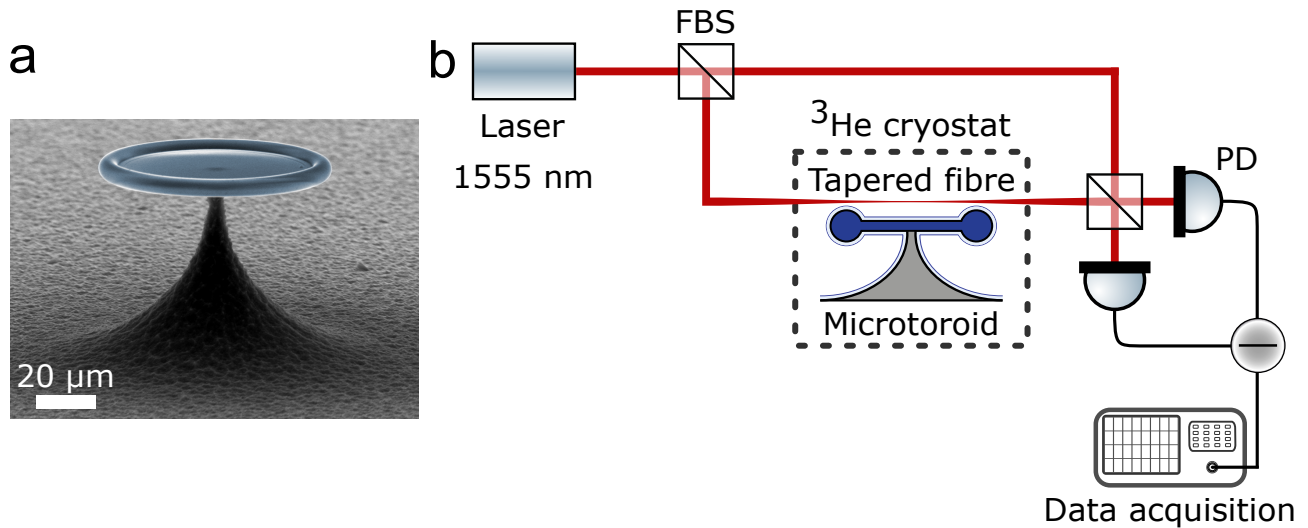 a
20 μm
b
FBS
Laser
1555 nm
³He cryostat
Tapered fibre
Microtoroid
PD
Data acquisition